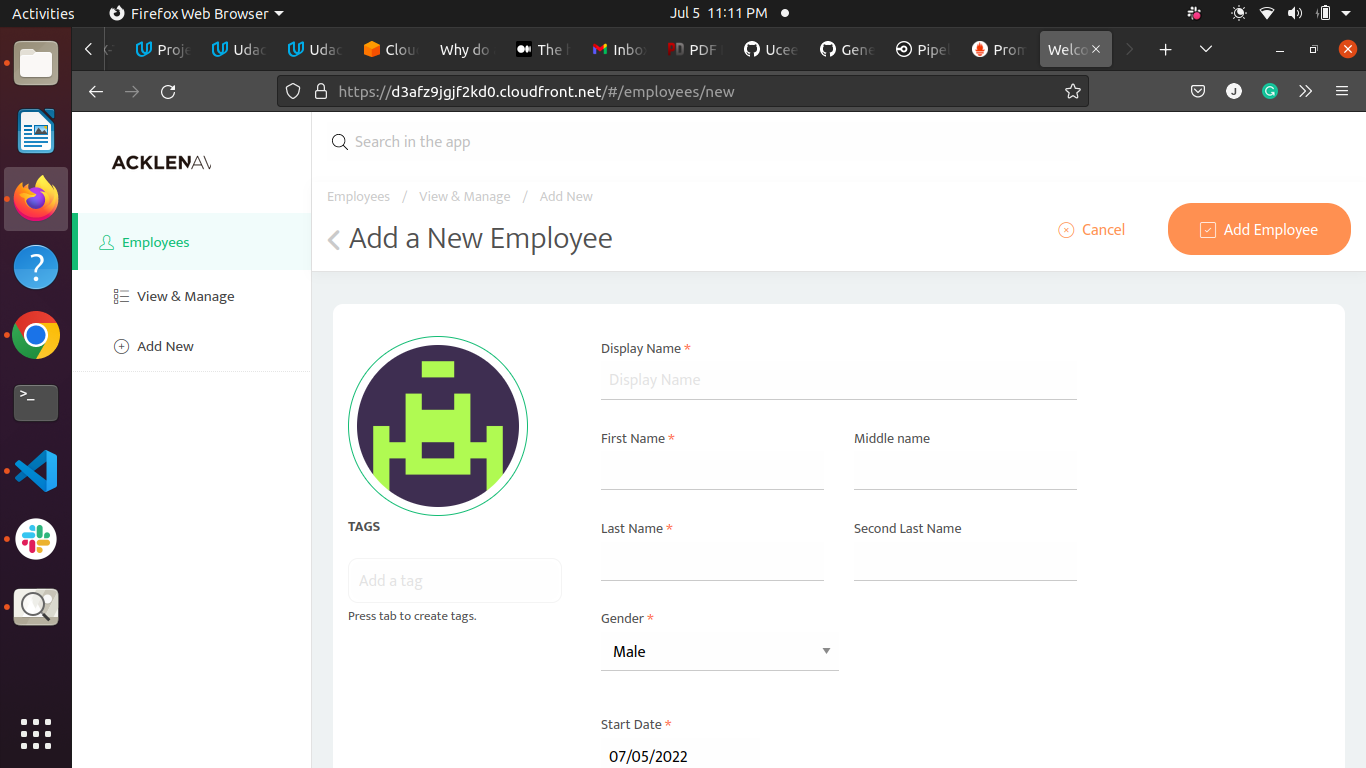 Activities Firefox Web Browser Jul 5 11:11 PM
Proje Udac Udac Cloud Why do The h Inbo PDF Ucee Gene Pipel Prom Welco
https://d3afz9jgjf2kd0.cloudfront.net/#/employees/new J
ACKLENAV
Search in the app
Employees / View & Manage / Add New
Add a New Employee
Cancel
Add Employee
Employees
View & Manage
Add New
TAGS
Add a tag
Press tab to create tags.
Display Name *
Display Name
First Name *
Middle name
Last Name *
Second Last Name
Gender *
Male
Start Date *
07/05/2022